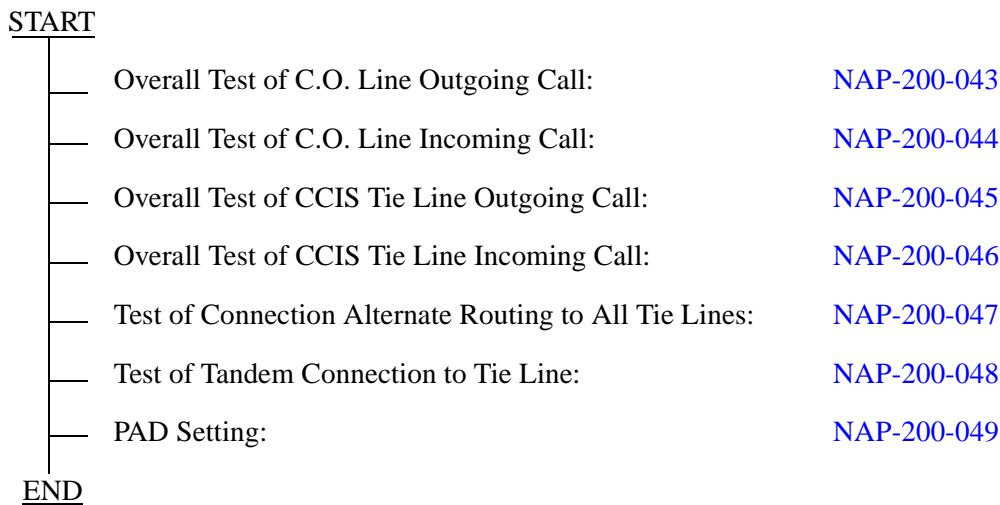 START
Overall Test of C.O. Line Outgoing Call: NAP-200-043
Overall Test of C.O. Line Incoming Call: NAP-200-044
Overall Test of CCIS Tie Line Outgoing Call: NAP-200-045
Overall Test of CCIS Tie Line Incoming Call: NAP-200-046
Test of Connection Alternate Routing to All Tie Lines: NAP-200-047
Test of Tandem Connection to Tie Line: NAP-200-048
PAD Setting: NAP-200-049
END